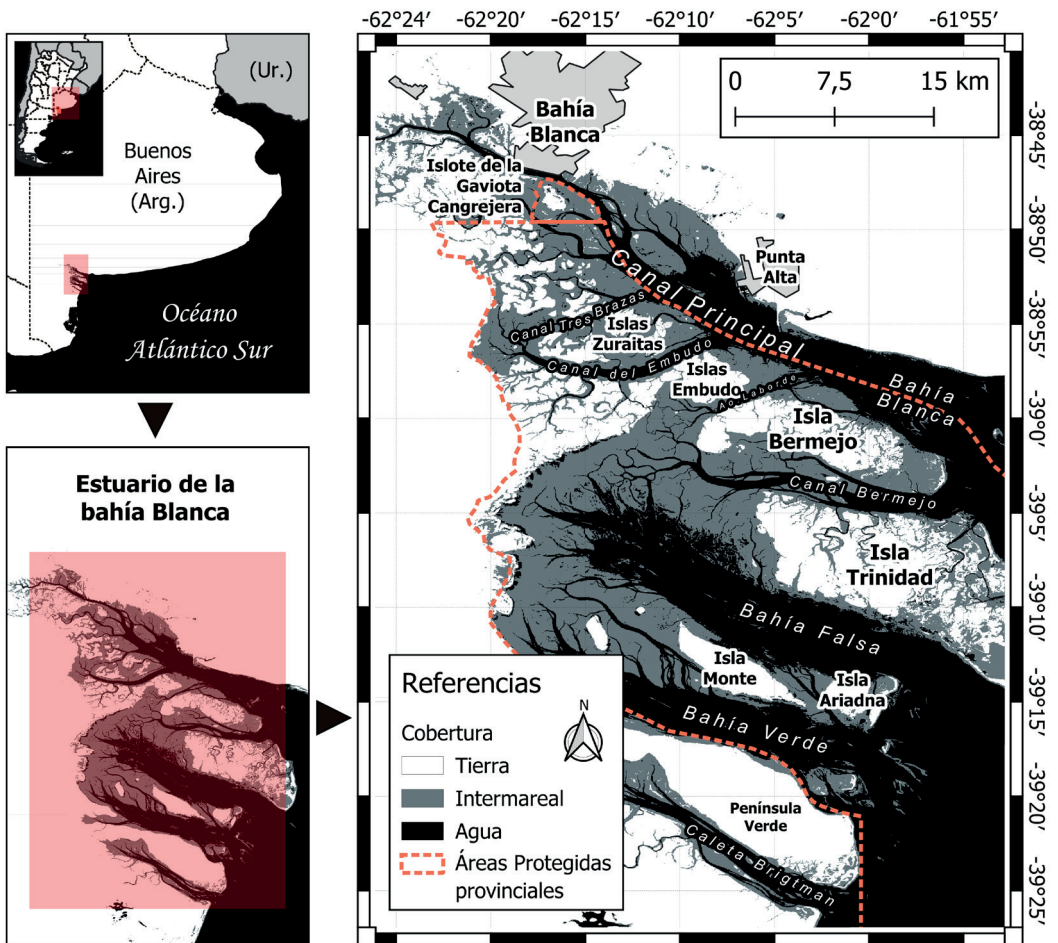 (Ur.)
Buenos
Aires
(Arg.)
Océano
Atlántico Sur
Estuario de la
bahía Blanca
-62°24′ -62°20′ -62°15′ -62°10′ -62°5′ -62°0′ -61°55′
0 7,5 15 km
Bahía
Blanca
-38°45′
Islote de la
Gaviota
Cangrejera
-38°50′
Punta
Alta
Canal Principal
Canal Tres Brazas
Islas
Zuraitas
-38°55′
Canal del Embudo
Islas
Embudo
Ao. Laborde
Bahía
Blanca
-39°0′
Isla
Bermejo
Canal Bermejo
-39°5′
Isla
Trinidad
-39°10′
Bahía Falsa
Isla
Monte
Isla
Ariadna
-39°15′
Bahía Verde
-39°20′
Península
Verde
Caleta Brigtman
-39°25′
Referencias
N
Cobertura
Tierra
Intermareal
Agua
Áreas Protegidas
provinciales